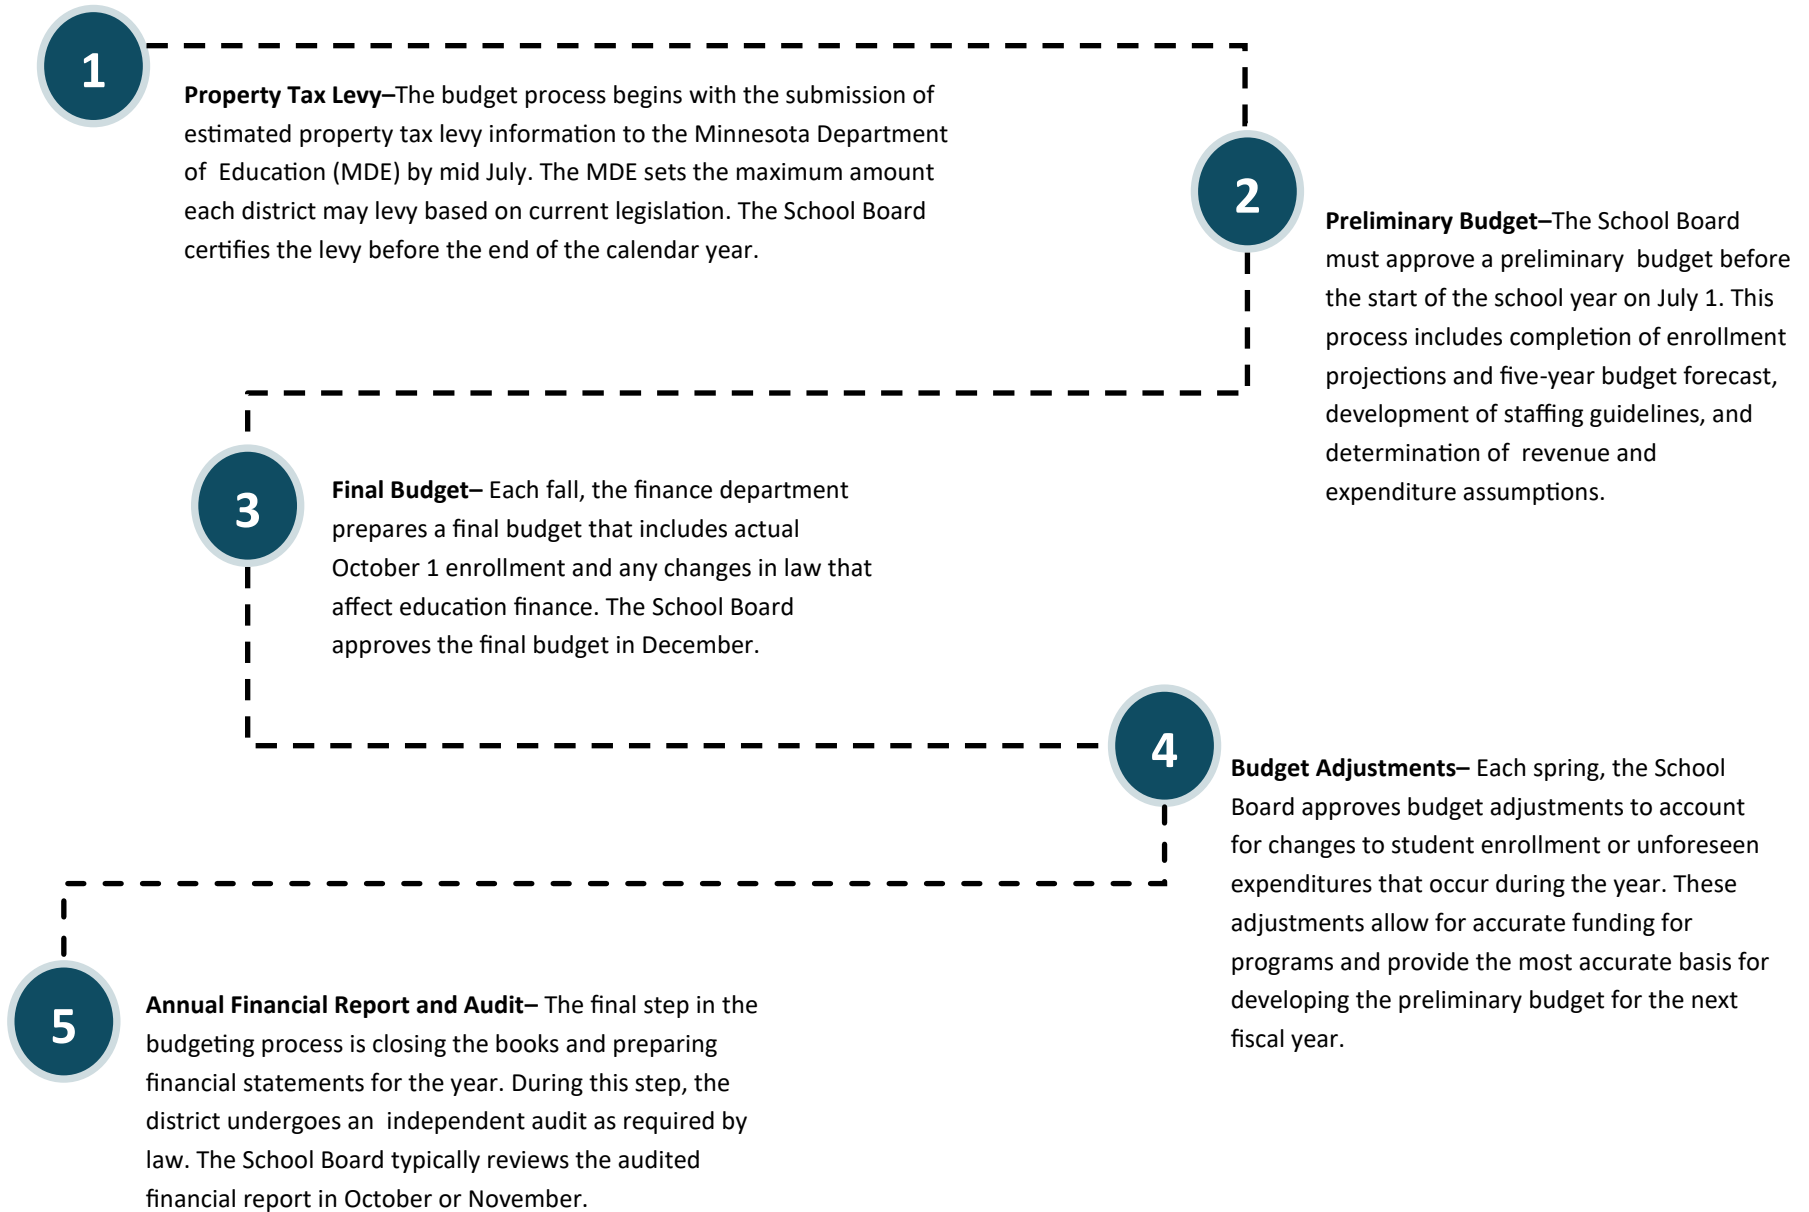 1
Property Tax Levy–The budget process begins with the submission of
estimated property tax levy information to the Minnesota Department
of  Education (MDE) by mid July. The MDE sets the maximum amount
each district may levy based on current legislation. The School Board
certifies the levy before the end of the calendar year.
2
Preliminary Budget–The School Board
must approve a preliminary  budget before
the start of the school year on July 1. This
process includes completion of enrollment
projections and five-year budget forecast,
development of staffing guidelines, and
determination of  revenue and
expenditure assumptions.
3
Final Budget– Each fall, the finance department
prepares a final budget that includes actual
October 1 enrollment and any changes in law that
affect education finance. The School Board
approves the final budget in December.
4
Budget Adjustments– Each spring, the School
Board approves budget adjustments to account
for changes to student enrollment or unforeseen
expenditures that occur during the year. These
adjustments allow for accurate funding for
programs and provide the most accurate basis for
developing the preliminary budget for the next
fiscal year.
5
Annual Financial Report and Audit– The final step in the
budgeting process is closing the books and preparing
financial statements for the year. During this step, the
district undergoes an  independent audit as required by
law. The School Board typically reviews the audited
financial report in October or November.